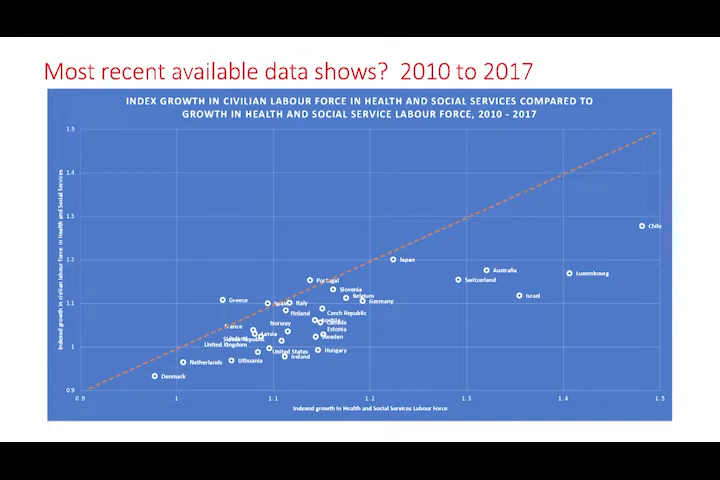 Most recent available data shows? 2010 to 2017
INDEX GROWTH IN CIVILIAN LABOUR FORCE IN HEALTH AND SOCIAL SERVICES COMPARED TO
GROWTH IN HEALTH AND SOCIAL SERVICE LABOUR FORCE, 2010 - 2017
Indexed growth in civilian labour force in Health and Social Services
1.5
1.4
Chile
1.3
Japan
1.2
Australia
Luxembourg
Portugal
Switzerland
Slovenia
Belgium
Israel
Greece
Spain
Italy
Germany
1.1
Finland
Czech Republic
Norway
Canada
France
Estonia
Latvia
Sweden
United Kingdom
1
United States
Hungary
Ireland
Netherlands
Lithuania
Denmark
0.9
0.9
1
1.1
1.2
1.3
1.4
1.5
Indexed growth in Health and Social Services Labour Force